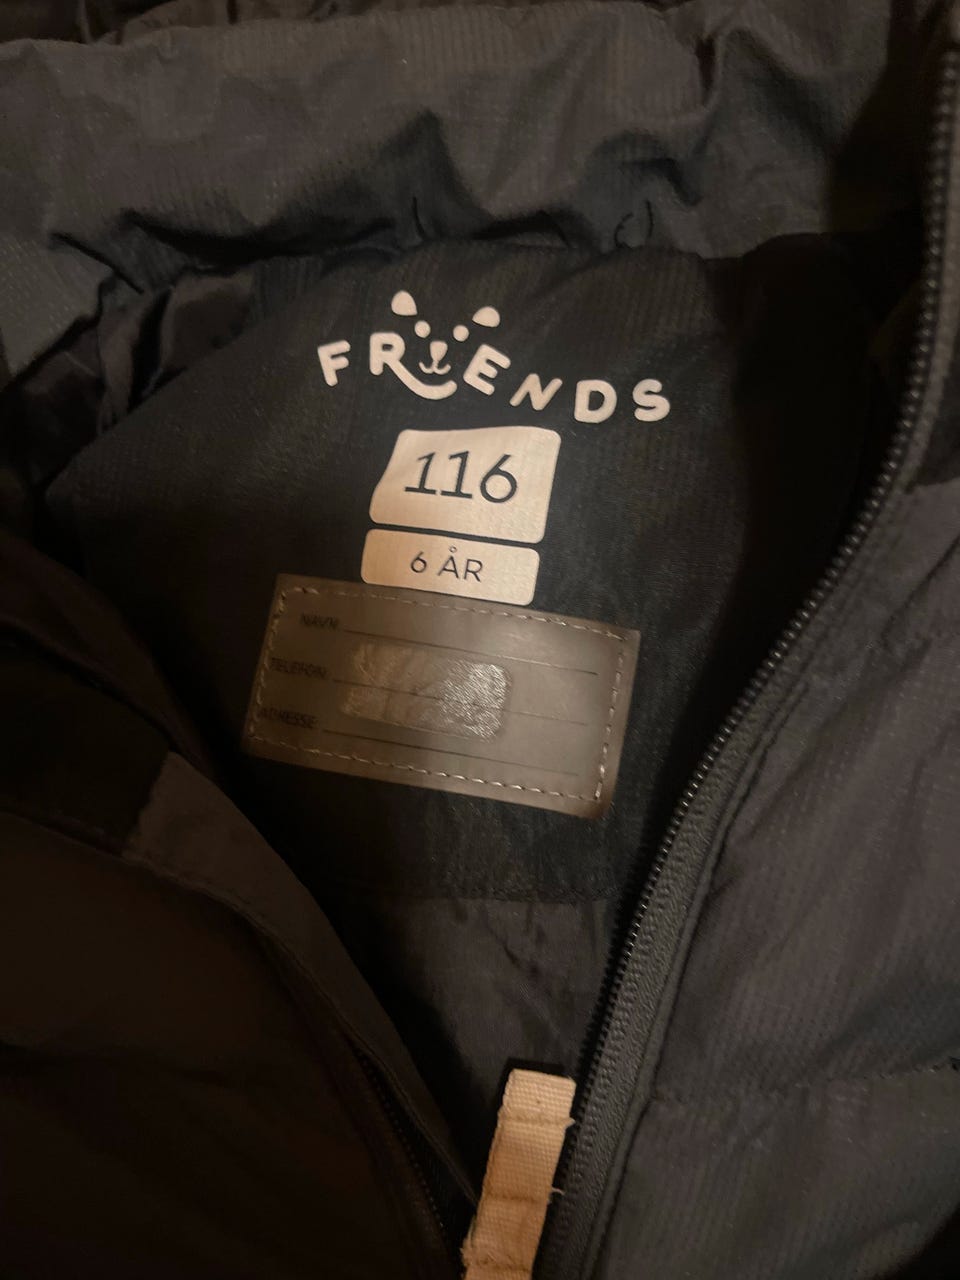 FRIENDS
116
6 ÅR
NAVN:
TELEFON:
ADRESSE: